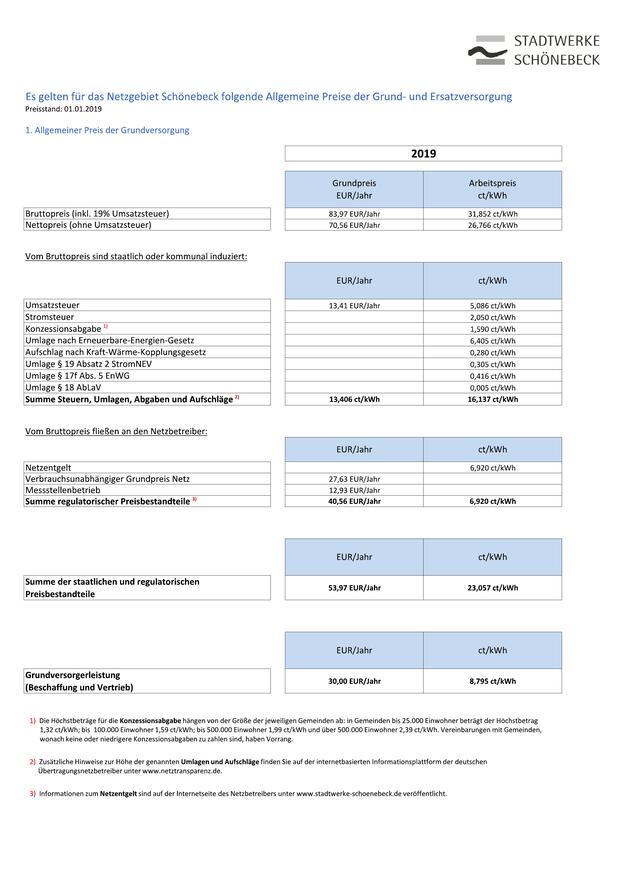 STADTWERKE
SCHÖNEBECK
Es gelten für das Netzgebiet Schönebeck folgende Allgemeine Preise der Grund- und Ersatzversorgung
Preisstand: 01.01.2019
1. Allgemeiner Preis der Grundversorgung
2019
Grundpreis Arbeitspreis
EUR/Jahr ct/kWh
Bruttopreis (inkl. 19% Umsatzsteuer) 83,97 EUR/Jahr 31,852 ct/kWh
Nettopreis (ohne Umsatzsteuer) 70,56 EUR/Jahr 26,766 ct/kWh
Vom Bruttopreis sind staatlich oder kommunal induziert:
EUR/Jahr ct/kWh
Umsatzsteuer 13,41 EUR/Jahr 5,086 ct/kWh
Stromsteuer 2,050 ct/kWh
Konzessionsabgabe 1) 1,590 ct/kWh
Umlage nach Erneuerbare-Energien-Gesetz 6,405 ct/kWh
Aufschlag nach Kraft-Wärme-Kopplungsgesetz 0,280 ct/kWh
Umlage § 19 Absatz 2 StromNEV 0,305 ct/kWh
Umlage § 17f Abs. 5 EnWG 0,416 ct/kWh
Umlage § 18 AbLaV 0,005 ct/kWh
Summe Steuern, Umlagen, Abgaben und Aufschläge 2) 13,406 ct/kWh 16,137 ct/kWh
Vom Bruttopreis fließen an den Netzbetreiber:
EUR/Jahr ct/kWh
Netzentgelt 6,920 ct/kWh
Verbrauchsunabhängiger Grundpreis Netz 27,63 EUR/Jahr
Messstellenbetrieb 12,93 EUR/Jahr
Summe regulatorischer Preisbestandteile 3) 40,56 EUR/Jahr 6,920 ct/kWh
EUR/Jahr ct/kWh
Summe der staatlichen und regulatorischen
Preisbestandteile 53,97 EUR/Jahr 23,057 ct/kWh
EUR/Jahr ct/kWh
Grundversorgerleistung
(Beschaffung und Vertrieb) 30,00 EUR/Jahr 8,795 ct/kWh
1) Die Höchstbeträge für die Konzessionsabgabe hängen von der Größe der jeweiligen Gemeinden ab: in Gemeinden bis 25.000 Einwohner beträgt der Höchstbetrag
1,32 ct/kWh; bis 100.000 Einwohner 1,59 ct/kWh; bis 500.000 Einwohner 1,99 ct/kWh und über 500.000 Einwohner 2,39 ct/kWh. Vereinbarungen mit Gemeinden,
wonach keine oder niedrigere Konzessionsabgaben zu zahlen sind, haben Vorrang.
2) Zusätzliche Hinweise zur Höhe der genannten Umlagen und Aufschläge finden Sie auf der internetbasierten Informationsplattform der deutschen
Übertragungsnetzbetreiber unter www.netztransparenz.de.
3) Informationen zum Netzentgelt sind auf der Internetseite des Netzbetreibers unter www.stadtwerke-schoenebeck.de veröffentlicht.